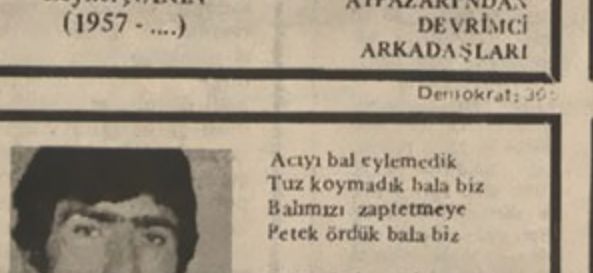 (1957 - ....)
DEVRİMCİ
ARKADAŞLARI
Demokrat: 
Acıyı bal eylemedik
Tuz koymadık bala biz
Balımızı zaptetmeye
Petek ördük bala biz